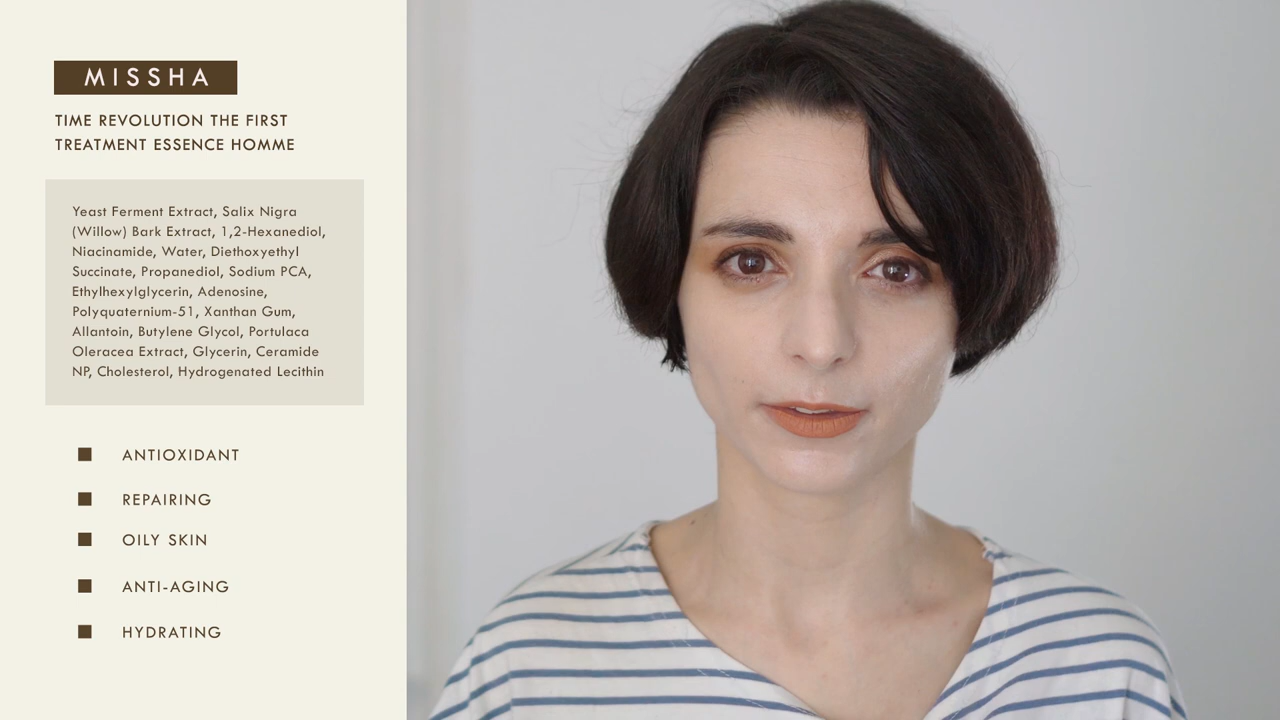 MISSHA
TIME REVOLUTION THE FIRST
TREATMENT ESSENCE HOMME
Yeast Ferment Extract, Salix Nigra
(Willow) Bark Extract, 1,2-Hexanediol,
Niacinamide, Water, Diethoxyethyl
Succinate, Propanediol, Sodium PCA,
Ethylhexylglycerin, Adenosine,
Polyquaternium-51, Xanthan Gum,
Allantoin, Butylene Glycol, Portulaca
Oleracea Extract, Glycerin, Ceramide
NP, Cholesterol, Hydrogenated Lecithin
ANTIOXIDANT
REPAIRING
OILY SKIN
ANTI-AGING
HYDRATING